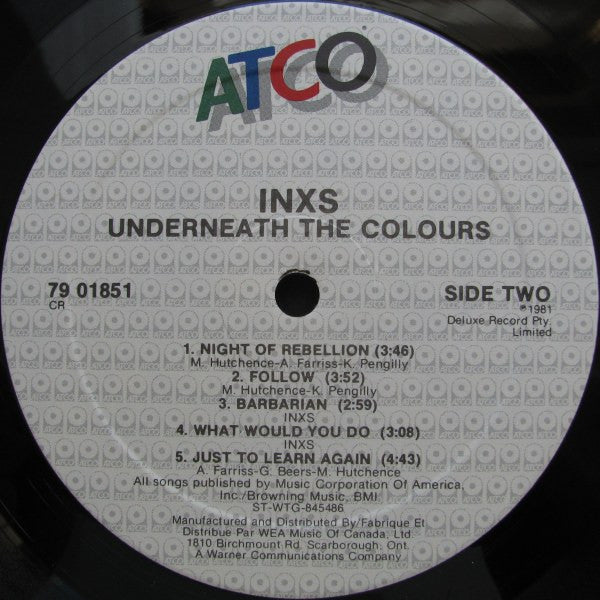 ATCO
INXS
UNDERNEATH THE COLOURS
79 01851
CR
SIDE TWO
℗1981
Deluxe Record Pty.
Limited
1. NIGHT OF REBELLION (3:46)
M. Hutchence-A. Farriss-K. Pengilly
2. FOLLOW (3:52)
M. Hutchence-K. Pengilly
3. BARBARIAN (2:59)
INXS
4. WHAT WOULD YOU DO (3:08)
INXS
5. JUST TO LEARN AGAIN (4:43)
A. Farriss-G. Beers-M. Hutchence
All songs published by Music Corporation Of America,
Inc./Browning Music, BMI
ST-WTG-845486
Manufactured and Distributed By/Fabrique Et
Distribue Par WEA Music Of Canada, Ltd.
1810 Birchmount Rd. Scarborough, Ont.
A Warner Communications Company